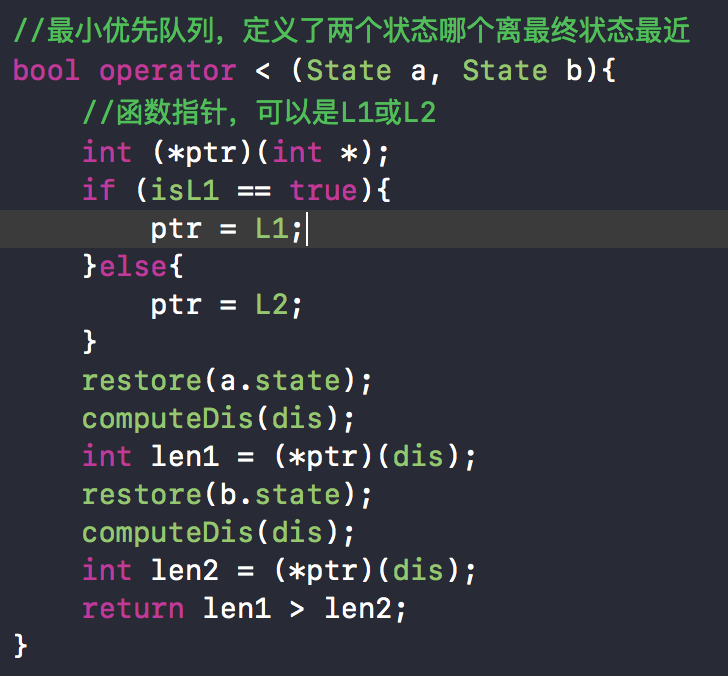 //最小优先队列，定义了两个状态哪个离最终状态最近
bool operator < (State a, State b){
    //函数指针，可以是L1或L2
    int (*ptr)(int *);
    if (isL1 == true){
        ptr = L1;
    }else{
        ptr = L2;
    }
    restore(a.state);
    computeDis(dis);
    int len1 = (*ptr)(dis);
    restore(b.state);
    computeDis(dis);
    int len2 = (*ptr)(dis);
    return len1 > len2;
}